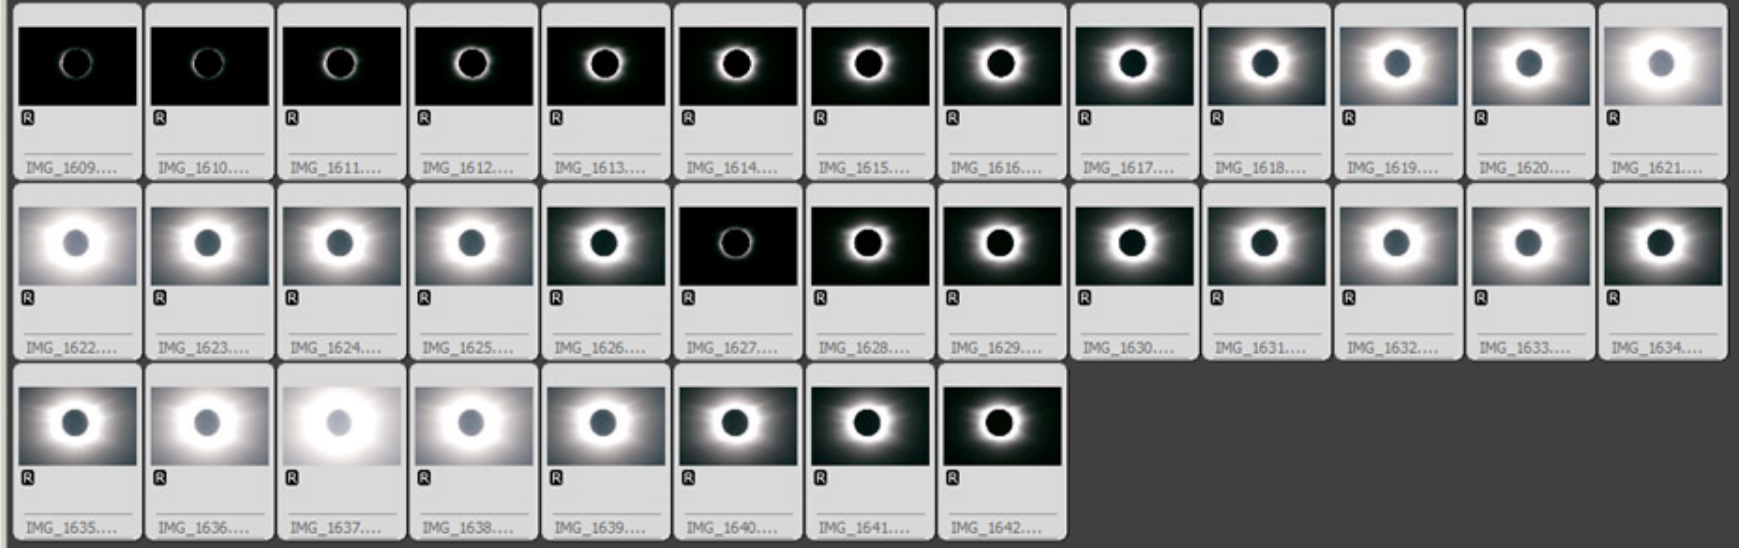 R R R R R R R R R R R R R
IMG_1609.... IMG_1610.... IMG_1611.... IMG_1612.... IMG_1613.... IMG_1614.... IMG_1615.... IMG_1616.... IMG_1617.... IMG_1618.... IMG_1619.... IMG_1620.... IMG_1621....
R R R R R R R R R R R R R
IMG_1622.... IMG_1623.... IMG_1624.... IMG_1625.... IMG_1626.... IMG_1627.... IMG_1628.... IMG_1629.... IMG_1630.... IMG_1631.... IMG_1632.... IMG_1633.... IMG_1634....
R R R R R R R R
IMG_1635.... IMG_1636.... IMG_1637.... IMG_1638.... IMG_1639.... IMG_1640.... IMG_1641.... IMG_1642....